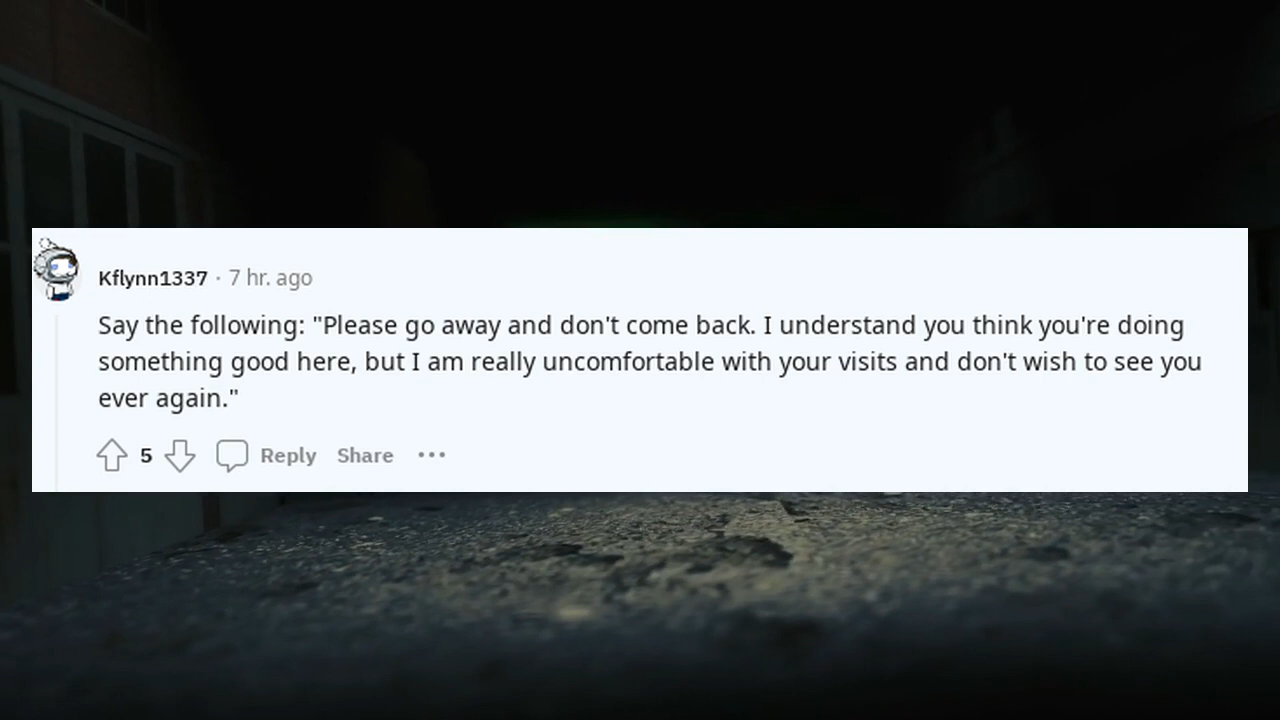 Kflynn1337 · 7 hr. ago
Say the following: "Please go away and don't come back. I understand you think you're doing
something good here, but I am really uncomfortable with your visits and don't wish to see you
ever again."
5 Reply Share •••